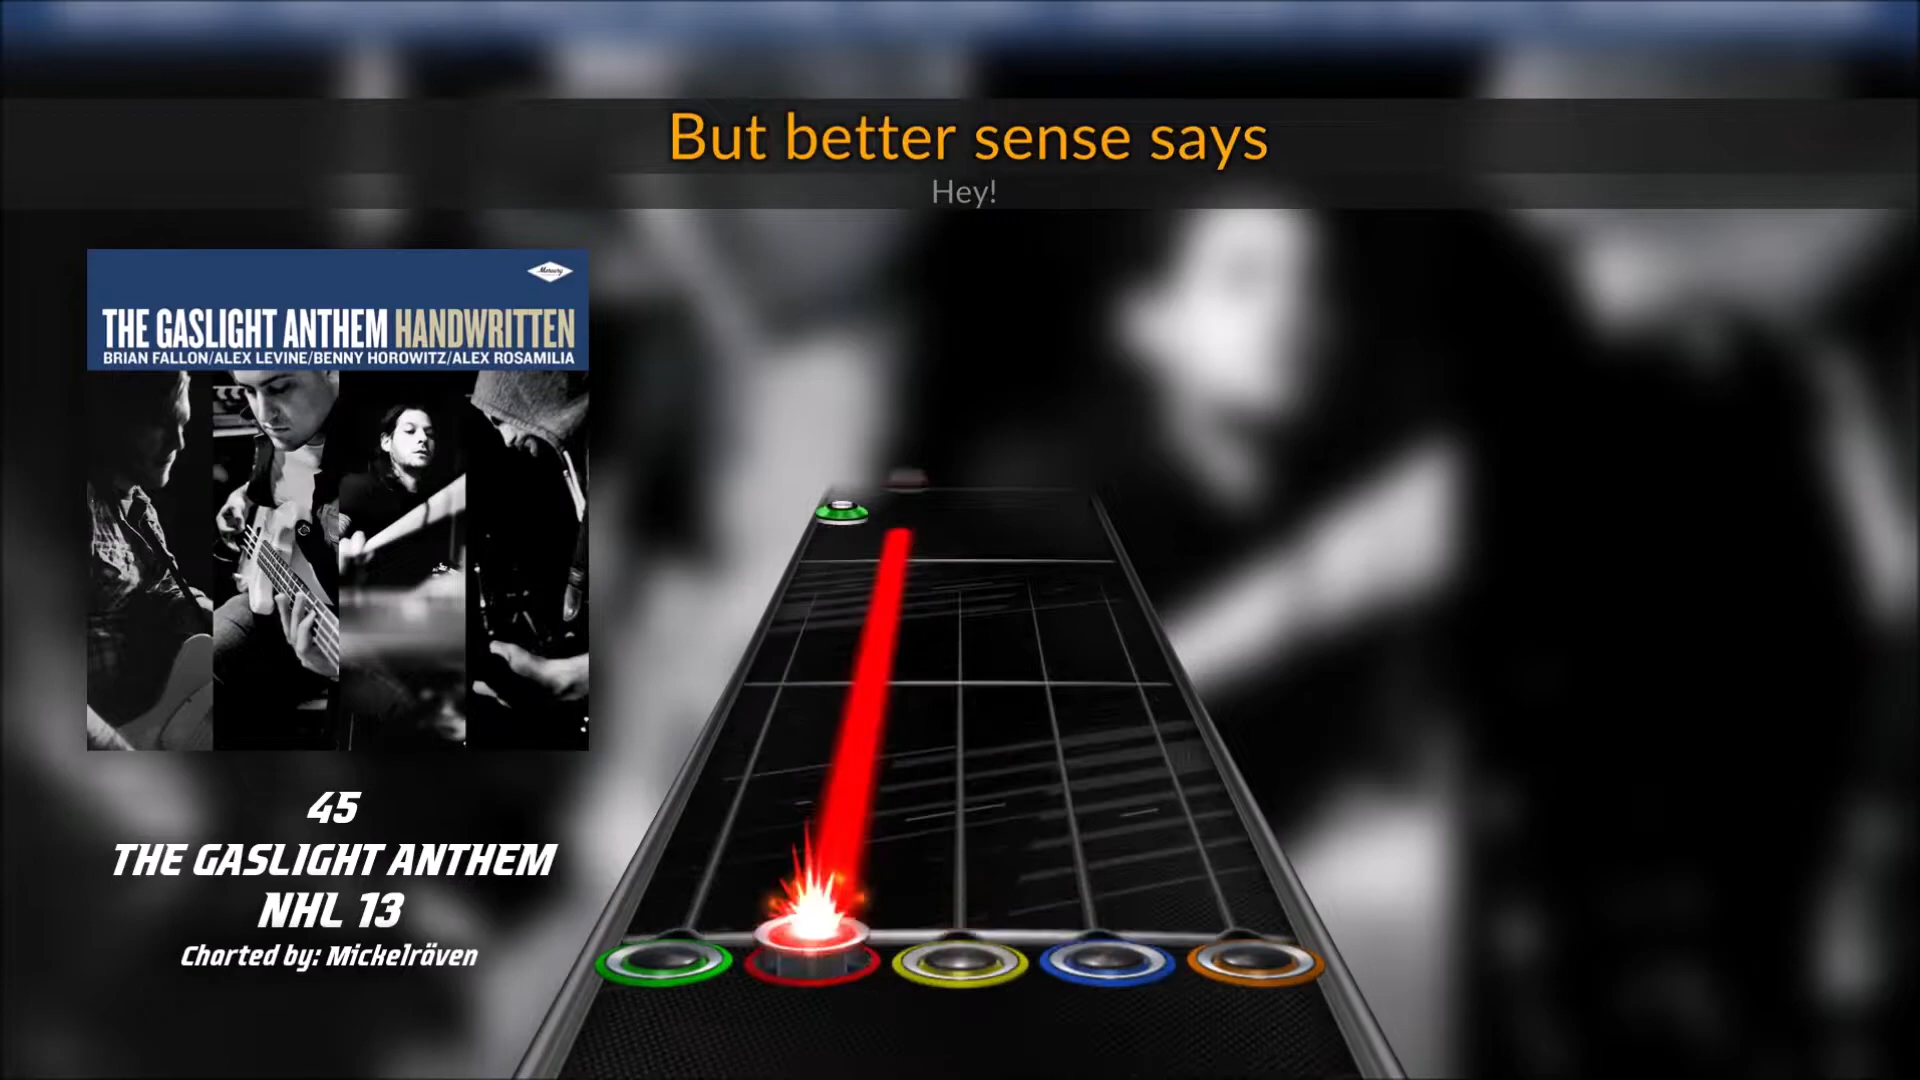 But better sense says
Hey!
Mercury
THE GASLIGHT ANTHEM HANDWRITTEN
BRIAN FALLON/ALEX LEVINE/BENNY HOROWITZ/ALEX ROSAMILIA
45
THE GASLIGHT ANTHEM
NHL 13
Charted by: Mickelräven